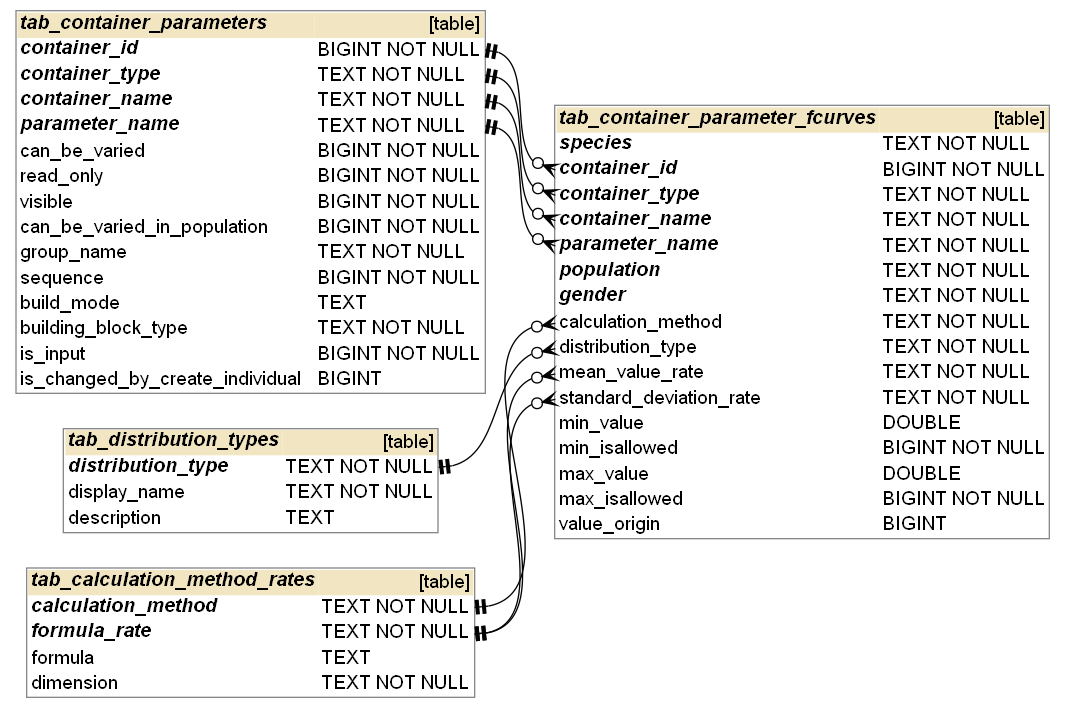 tab_container_parameters [table]
container_id BIGINT NOT NULL
container_type TEXT NOT NULL
container_name TEXT NOT NULL
parameter_name TEXT NOT NULL
can_be_varied BIGINT NOT NULL
read_only BIGINT NOT NULL
visible BIGINT NOT NULL
can_be_varied_in_population BIGINT NOT NULL
group_name TEXT NOT NULL
sequence BIGINT NOT NULL
build_mode TEXT
building_block_type TEXT NOT NULL
is_input BIGINT NOT NULL
is_changed_by_create_individual BIGINT
tab_distribution_types [table]
distribution_type TEXT NOT NULL
display_name TEXT NOT NULL
description TEXT
tab_calculation_method_rates [table]
calculation_method TEXT NOT NULL
formula_rate TEXT NOT NULL
formula TEXT
dimension TEXT NOT NULL
tab_container_parameter_fcurves [table]
species TEXT NOT NULL
container_id BIGINT NOT NULL
container_type TEXT NOT NULL
container_name TEXT NOT NULL
parameter_name TEXT NOT NULL
population TEXT NOT NULL
gender TEXT NOT NULL
calculation_method TEXT NOT NULL
distribution_type TEXT NOT NULL
mean_value_rate TEXT NOT NULL
standard_deviation_rate TEXT NOT NULL
min_value DOUBLE
min_isallowed BIGINT NOT NULL
max_value DOUBLE
max_isallowed BIGINT NOT NULL
value_origin BIGINT